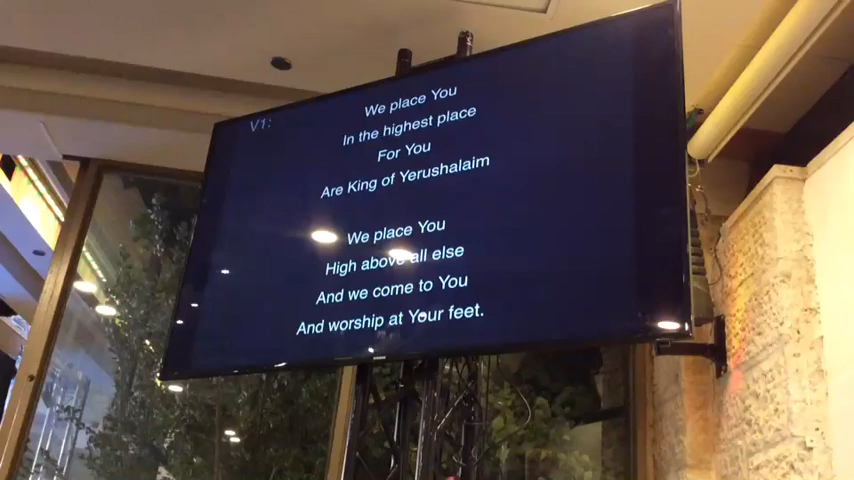 V1:
We place You
In the highest place
For You
Are King of Yerushalaim
We place You
High above all else
And we come to You
And worship at Your feet.